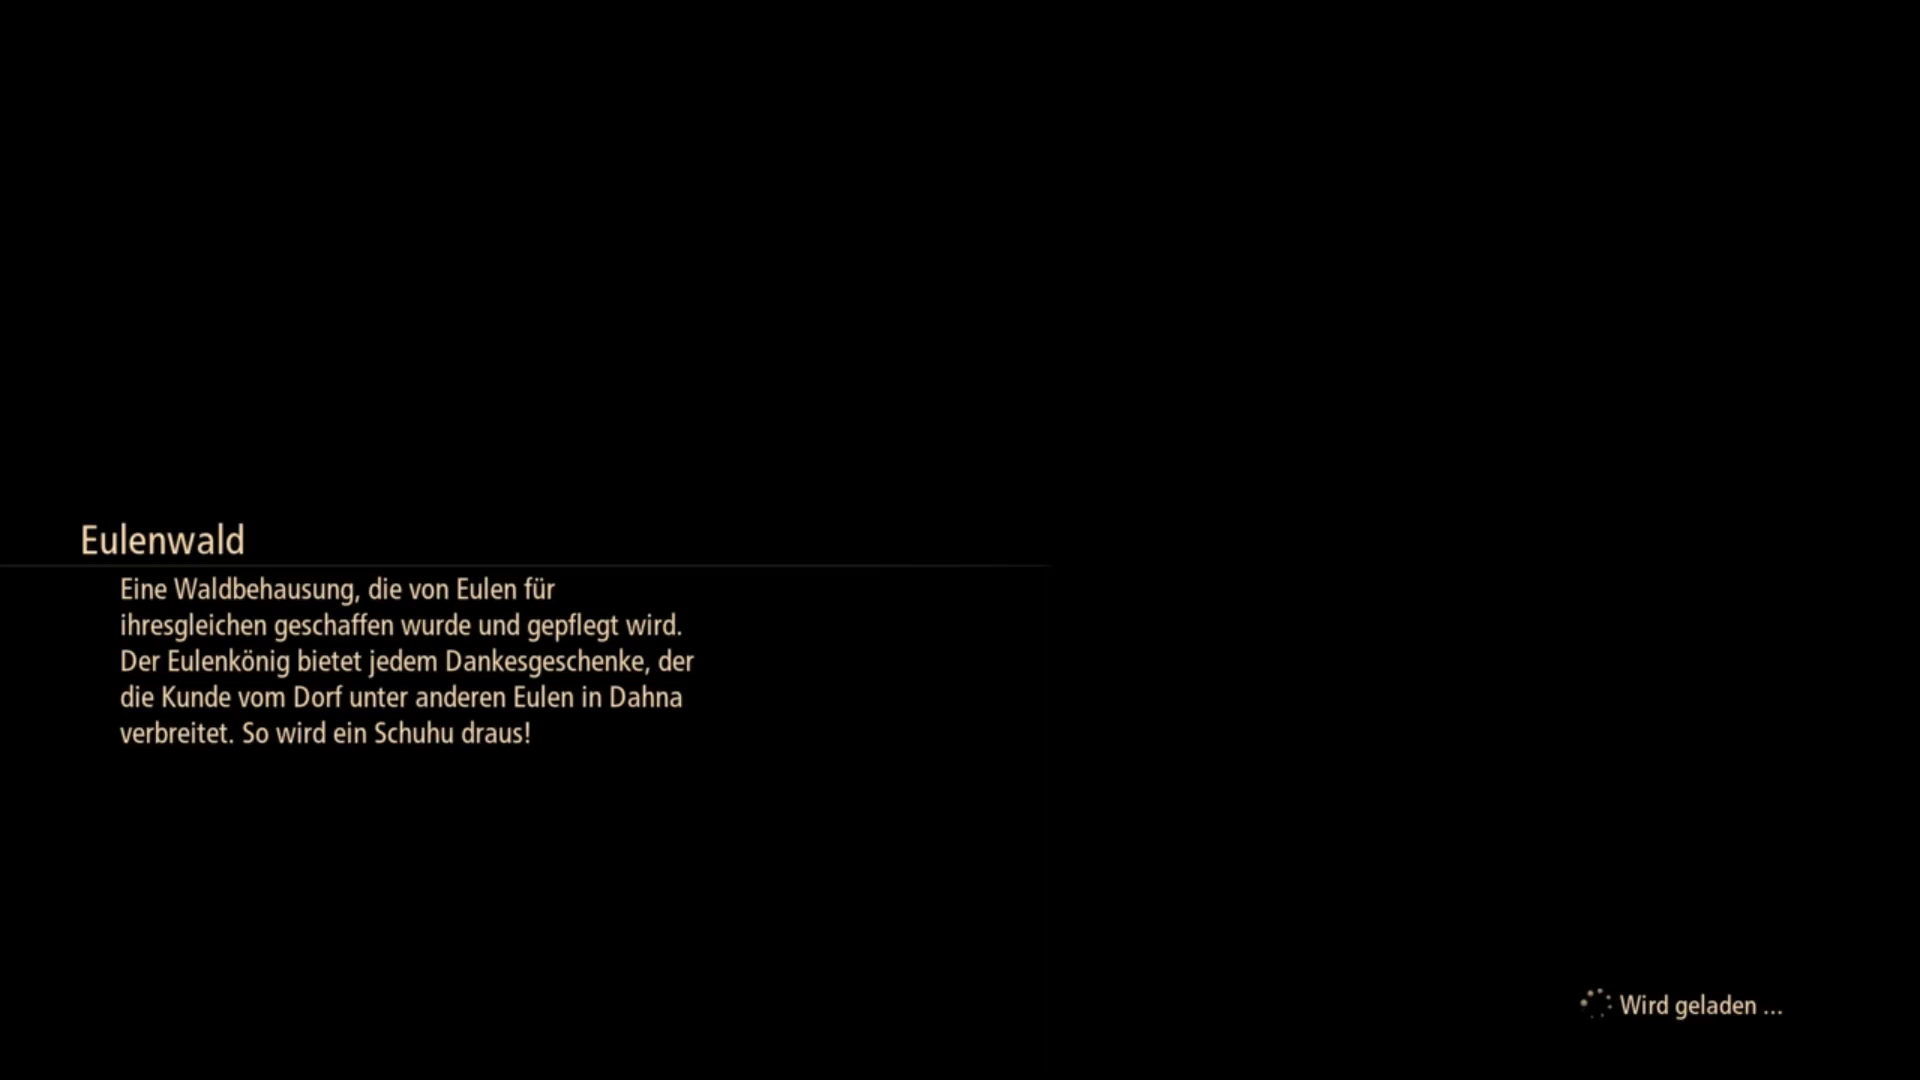 Eulenwald
Eine Waldbehausung, die von Eulen für
ihresgleichen geschaffen wurde und gepflegt wird.
Der Eulenkönig bietet jedem Dankesgeschenke, der
die Kunde vom Dorf unter anderen Eulen in Dahna
verbreitet. So wird ein Schuhu draus!
Wird geladen ...